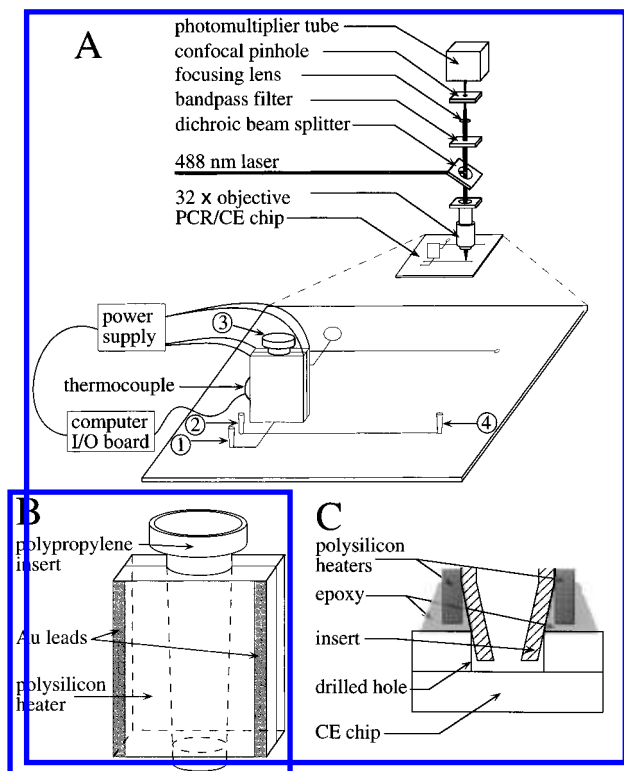 A
photomultiplier tube
confocal pinhole
focusing lens
bandpass filter
dichroic beam splitter
488 nm laser
32 x objective
PCR/CE chip
power
supply
3
thermocouple
computer
I/O board
2
1
4
B
polypropylene
insert
Au leads
polysilicon
heater
C
polysilicon
heaters
epoxy
insert
drilled hole
CE chip